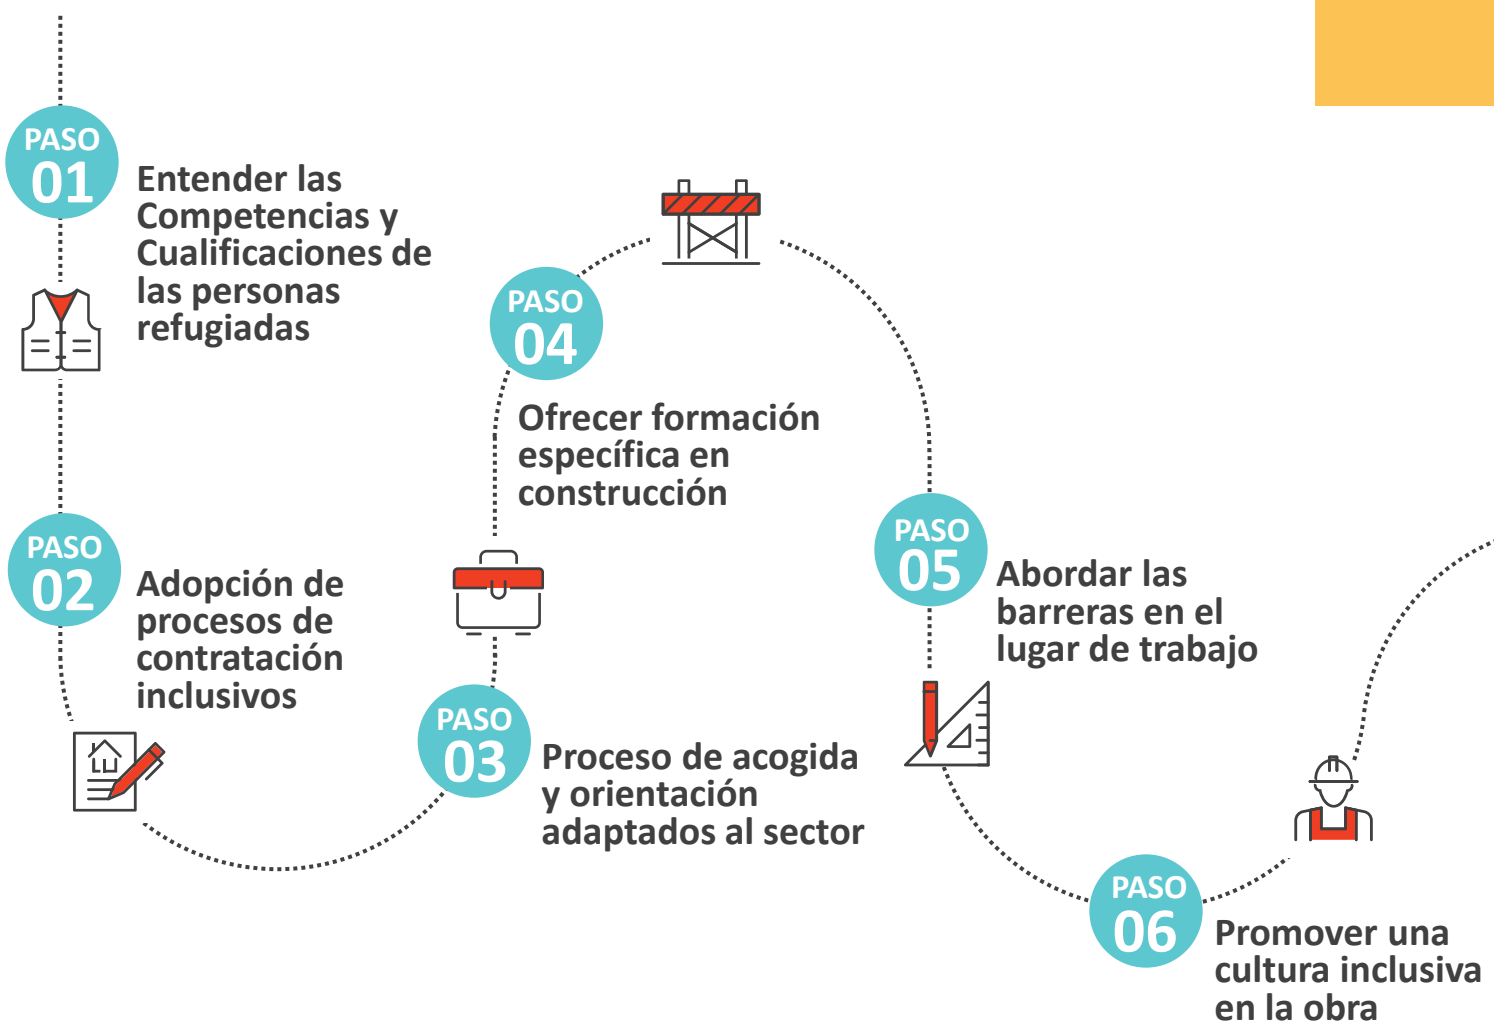 PASO
01
Entender las
Competencias y
Cualificaciones de
las personas
refugiadas
PASO
02
Adopción de
procesos de
contratación
inclusivos
PASO
03
Proceso de acogida
y orientación
adaptados al sector
PASO
04
Ofrecer formación
específica en
construcción
PASO
05
Abordar las
barreras en el
lugar de trabajo
PASO
06
Promover una
cultura inclusiva
en la obra